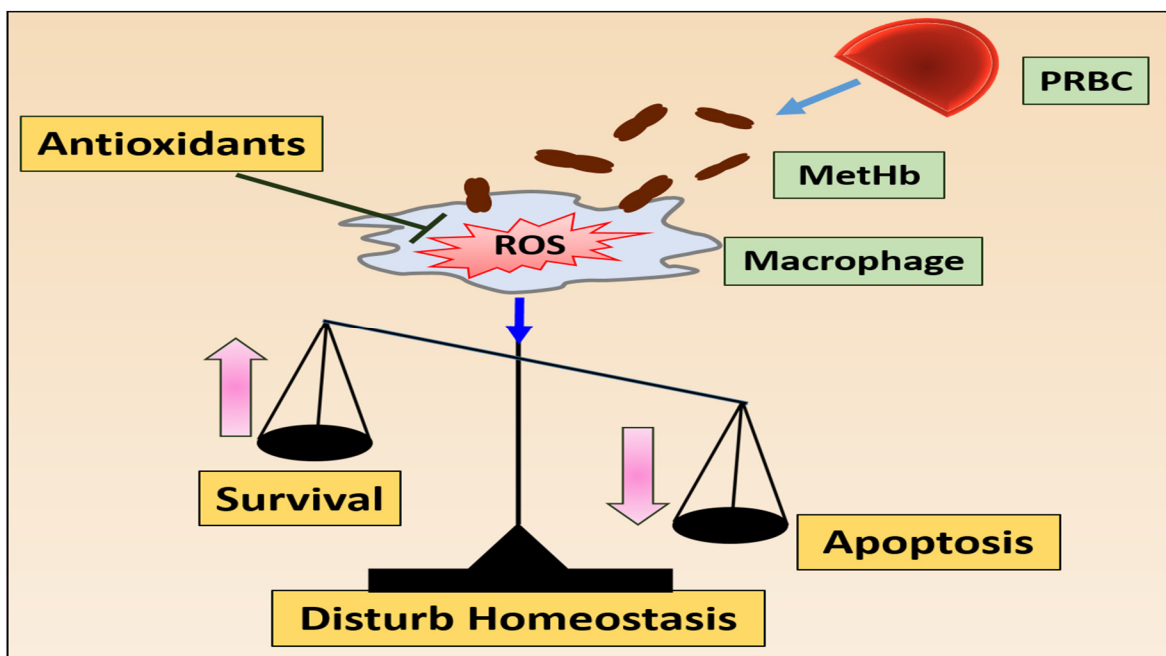 PRBC
Antioxidants
MetHb
ROS
Macrophage
Survival
Apoptosis
Disturb Homeostasis